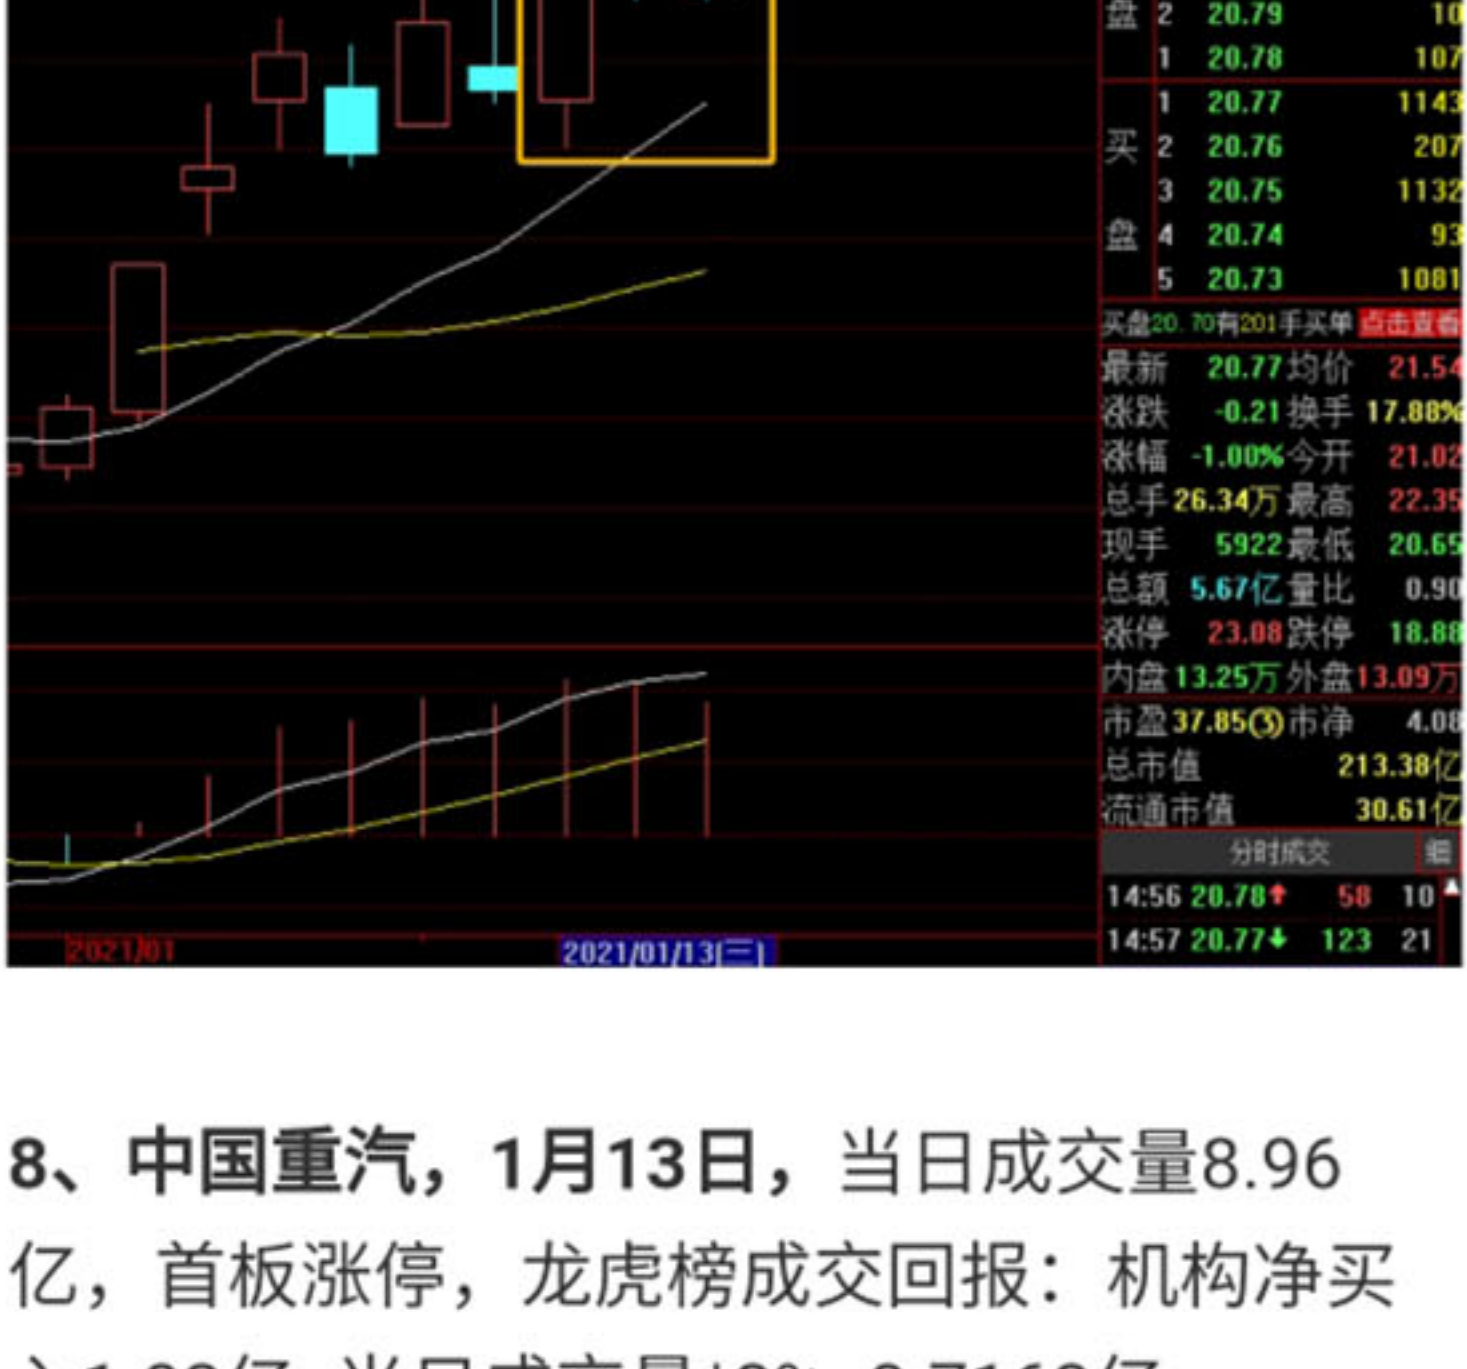 盘 2 20.79 10
1 20.78 107
1 20.77 1143
买 2 20.76 207
3 20.75 1132
盘 4 20.74 93
5 20.73 1081
买盘20.70有201手买单 点击查看
最新 20.77 均价 21.54
涨跌 -0.21 换手 17.88%
涨幅 -1.00% 今开 21.02
总手 26.34万 最高 22.35
现手 5922 最低 20.65
总额 5.67亿 量比 0.90
涨停 23.08 跌停 18.88
内盘 13.25万 外盘 13.09万
市盈 37.85③ 市净 4.08
总市值 213.38亿
流通市值 30.61亿
分时成交 细
14:56 20.78↑ 58 10
14:57 20.77↓ 123 21
2021/01 2021/01/13(三)
8、中国重汽，1月13日，当日成交量8.96
亿，首板涨停，龙虎榜成交回报：机构净买